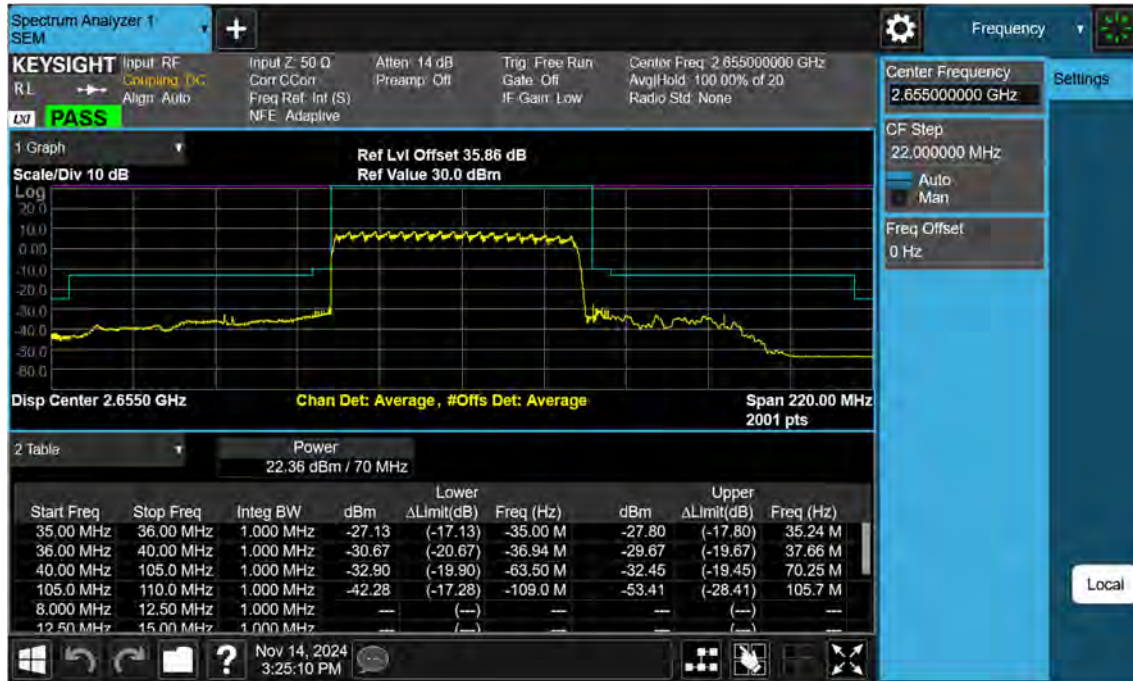 Spectrum Analyzer 1
SEM
Frequency
KEYSIGHT Input: RF Input Z: 50 Ω Atten: 14 dB Trig: Free Run Center Freq: 2.655000000 GHz
RL Coupling: DC Corr CCorr Preamp: Off Gate: Off Avg|Hold: 100.00% of 20
Align: Auto Freq Ref: Int (S) IF Gain: Low Radio Std: None
LXI PASS NFE: Adaptive
Center Frequency
2.655000000 GHz
Settings
CF Step
22.000000 MHz
Auto
Man
Freq Offset
0 Hz
1 Graph
Ref Lvl Offset 35.86 dB
Scale/Div 10 dB Ref Value 30.0 dBm
Log
20.0
10.0
0.00
-10.0
-20.0
-30.0
-40.0
-50.0
-60.0
Disp Center 2.6550 GHz Chan Det: Average, #Offs Det: Average Span 220.00 MHz
2001 pts
2 Table Power
22.36 dBm / 70 MHz
Lower Upper
Start Freq Stop Freq Integ BW dBm ΔLimit(dB) Freq (Hz) dBm ΔLimit(dB) Freq (Hz)
35.00 MHz 36.00 MHz 1.000 MHz -27.13 (-17.13) -35.00 M -27.80 (-17.80) 35.24 M
36.00 MHz 40.00 MHz 1.000 MHz -30.67 (-20.67) -36.94 M -29.67 (-19.67) 37.66 M
40.00 MHz 105.0 MHz 1.000 MHz -32.90 (-19.90) -63.50 M -32.45 (-19.45) 70.25 M
105.0 MHz 110.0 MHz 1.000 MHz -42.28 (-17.28) -109.0 M -53.41 (-28.41) 105.7 M
8.000 MHz 12.50 MHz 1.000 MHz --- (---) --- --- (---) ---
12.50 MHz 15.00 MHz 1.000 MHz --- (---) --- --- (---) ---
Local
? Nov 14, 2024
3:25:10 PM